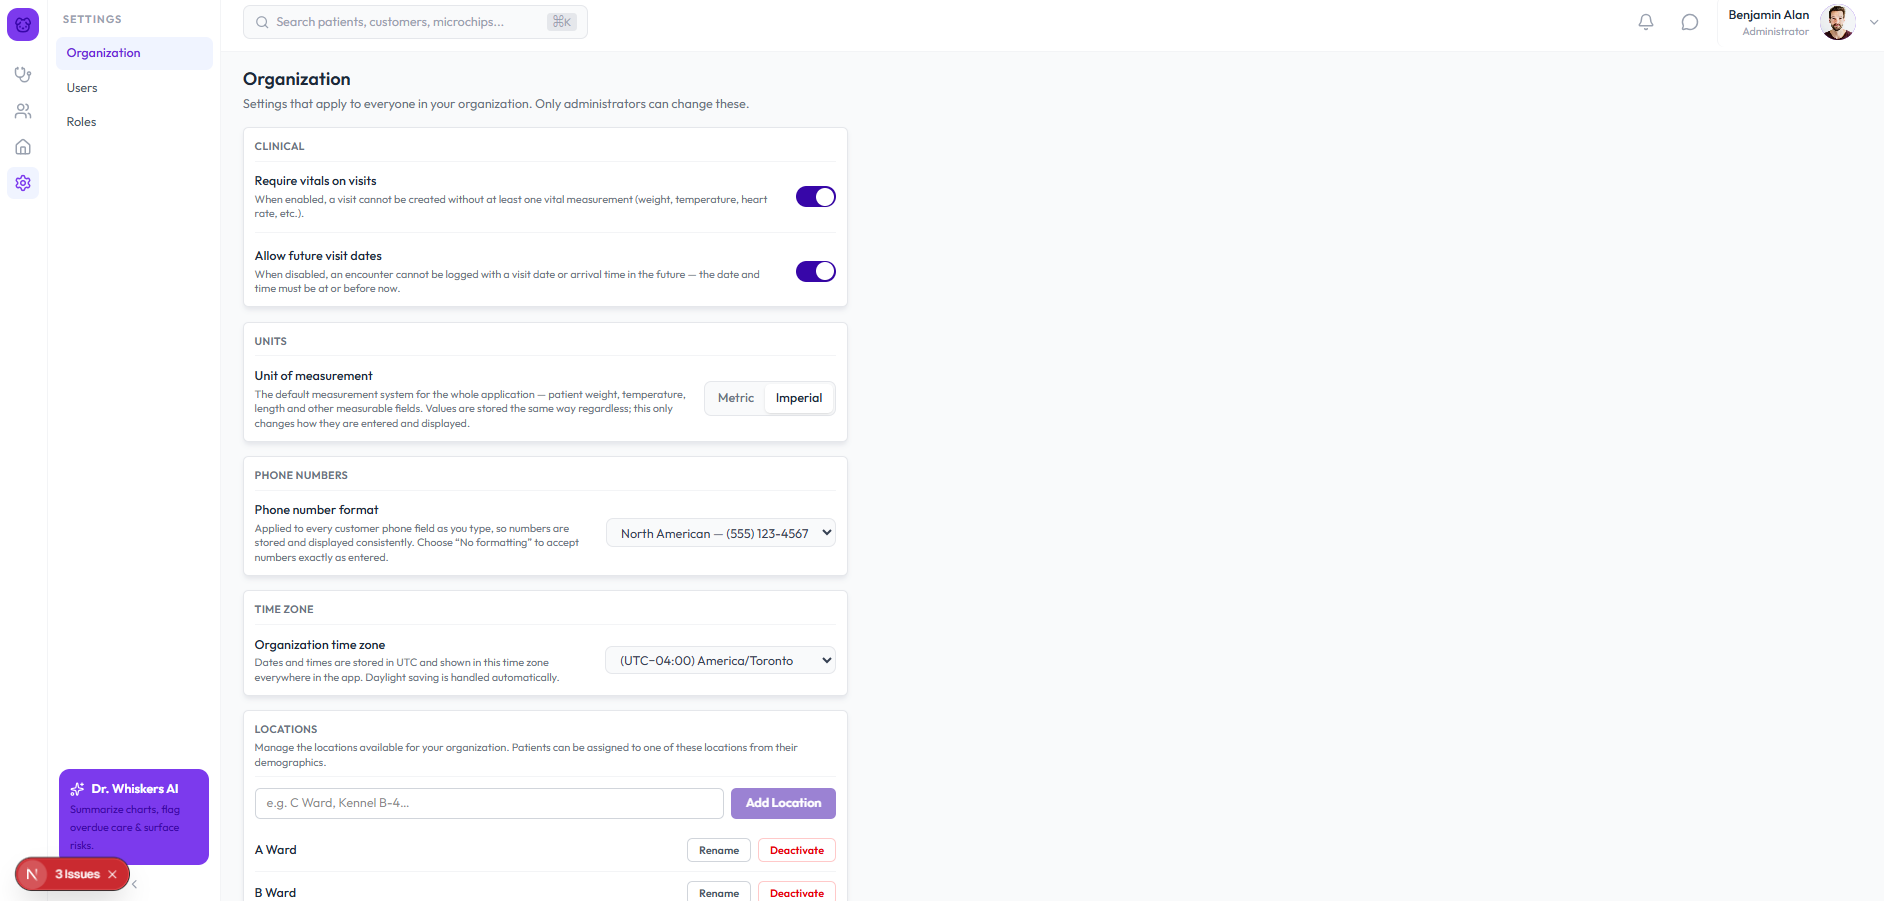 SETTINGS
Organization
Users
Roles
Search patients, customers, microchips...
⌘K
Benjamin Alan
Administrator
Organization
Settings that apply to everyone in your organization. Only administrators can change these.
CLINICAL
Require vitals on visits
When enabled, a visit cannot be created without at least one vital measurement (weight, temperature, heart
rate, etc.).
Allow future visit dates
When disabled, an encounter cannot be logged with a visit date or arrival time in the future — the date and
time must be at or before now.
UNITS
Unit of measurement
The default measurement system for the whole application — patient weight, temperature,
length and other measurable fields. Values are stored the same way regardless; this only
changes how they are entered and displayed.
Metric
Imperial
PHONE NUMBERS
Phone number format
Applied to every customer phone field as you type, so numbers are
stored and displayed consistently. Choose “No formatting” to accept
numbers exactly as entered.
North American — (555) 123-4567
TIME ZONE
Organization time zone
Dates and times are stored in UTC and shown in this time zone
everywhere in the app. Daylight saving is handled automatically.
(UTC−04:00) America/Toronto
LOCATIONS
Manage the locations available for your organization. Patients can be assigned to one of these locations from their
demographics.
e.g. C Ward, Kennel B-4...
Add Location
A Ward
Rename
Deactivate
B Ward
Rename
Deactivate
Dr. Whiskers AI
Summarize charts, flag
overdue care & surface
risks.
N
3 Issues